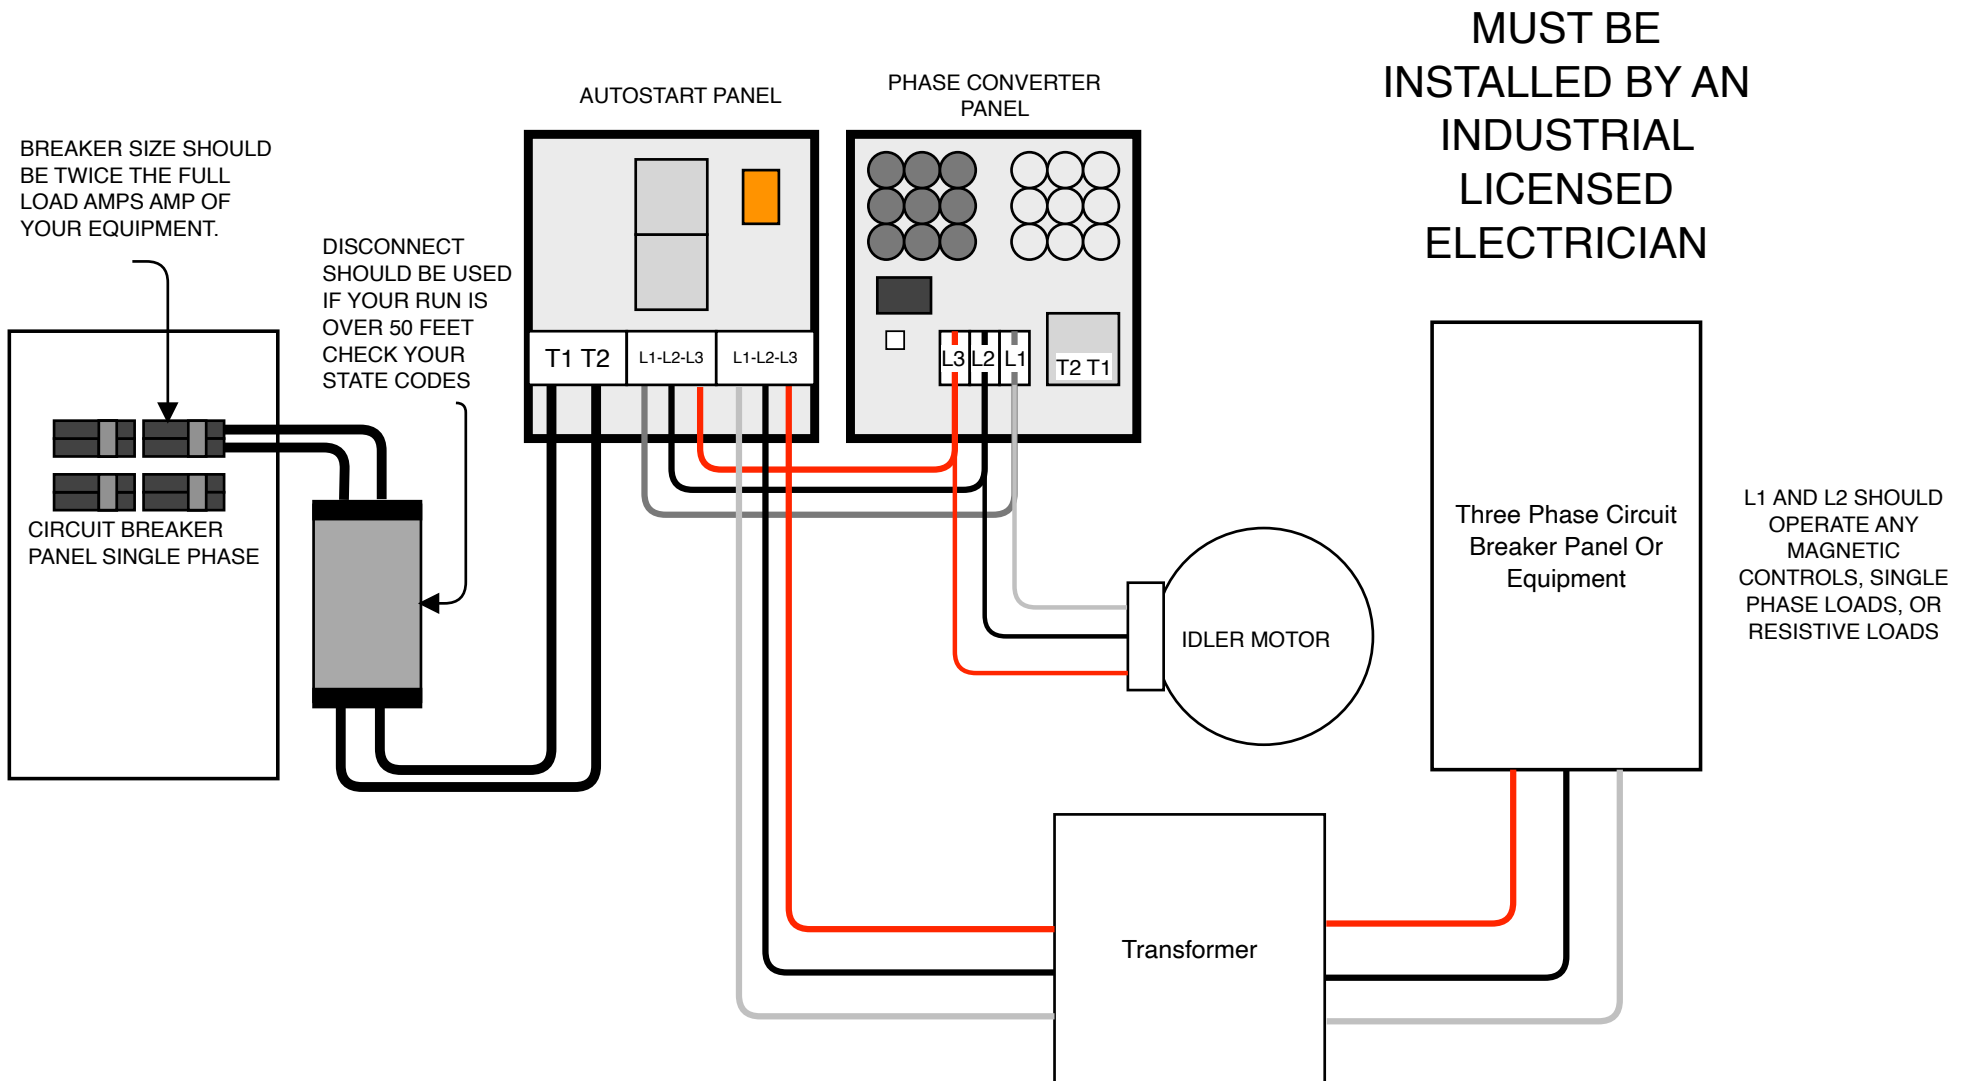 MUST BE
INSTALLED BY AN
INDUSTRIAL
LICENSED
ELECTRICIAN
AUTOSTART PANEL
PHASE CONVERTER
PANEL
BREAKER SIZE SHOULD
BE TWICE THE FULL
LOAD AMPS AMP OF
YOUR EQUIPMENT.
DISCONNECT
SHOULD BE USED
IF YOUR RUN IS
OVER 50 FEET
CHECK YOUR
STATE CODES
T1 T2
L1-L2-L3
L1-L2-L3
L3
L2
L1
T2 T1
CIRCUIT BREAKER
PANEL SINGLE PHASE
IDLER MOTOR
Three Phase Circuit
Breaker Panel Or
Equipment
L1 AND L2 SHOULD
OPERATE ANY
MAGNETIC
CONTROLS, SINGLE
PHASE LOADS, OR
RESISTIVE LOADS
Transformer